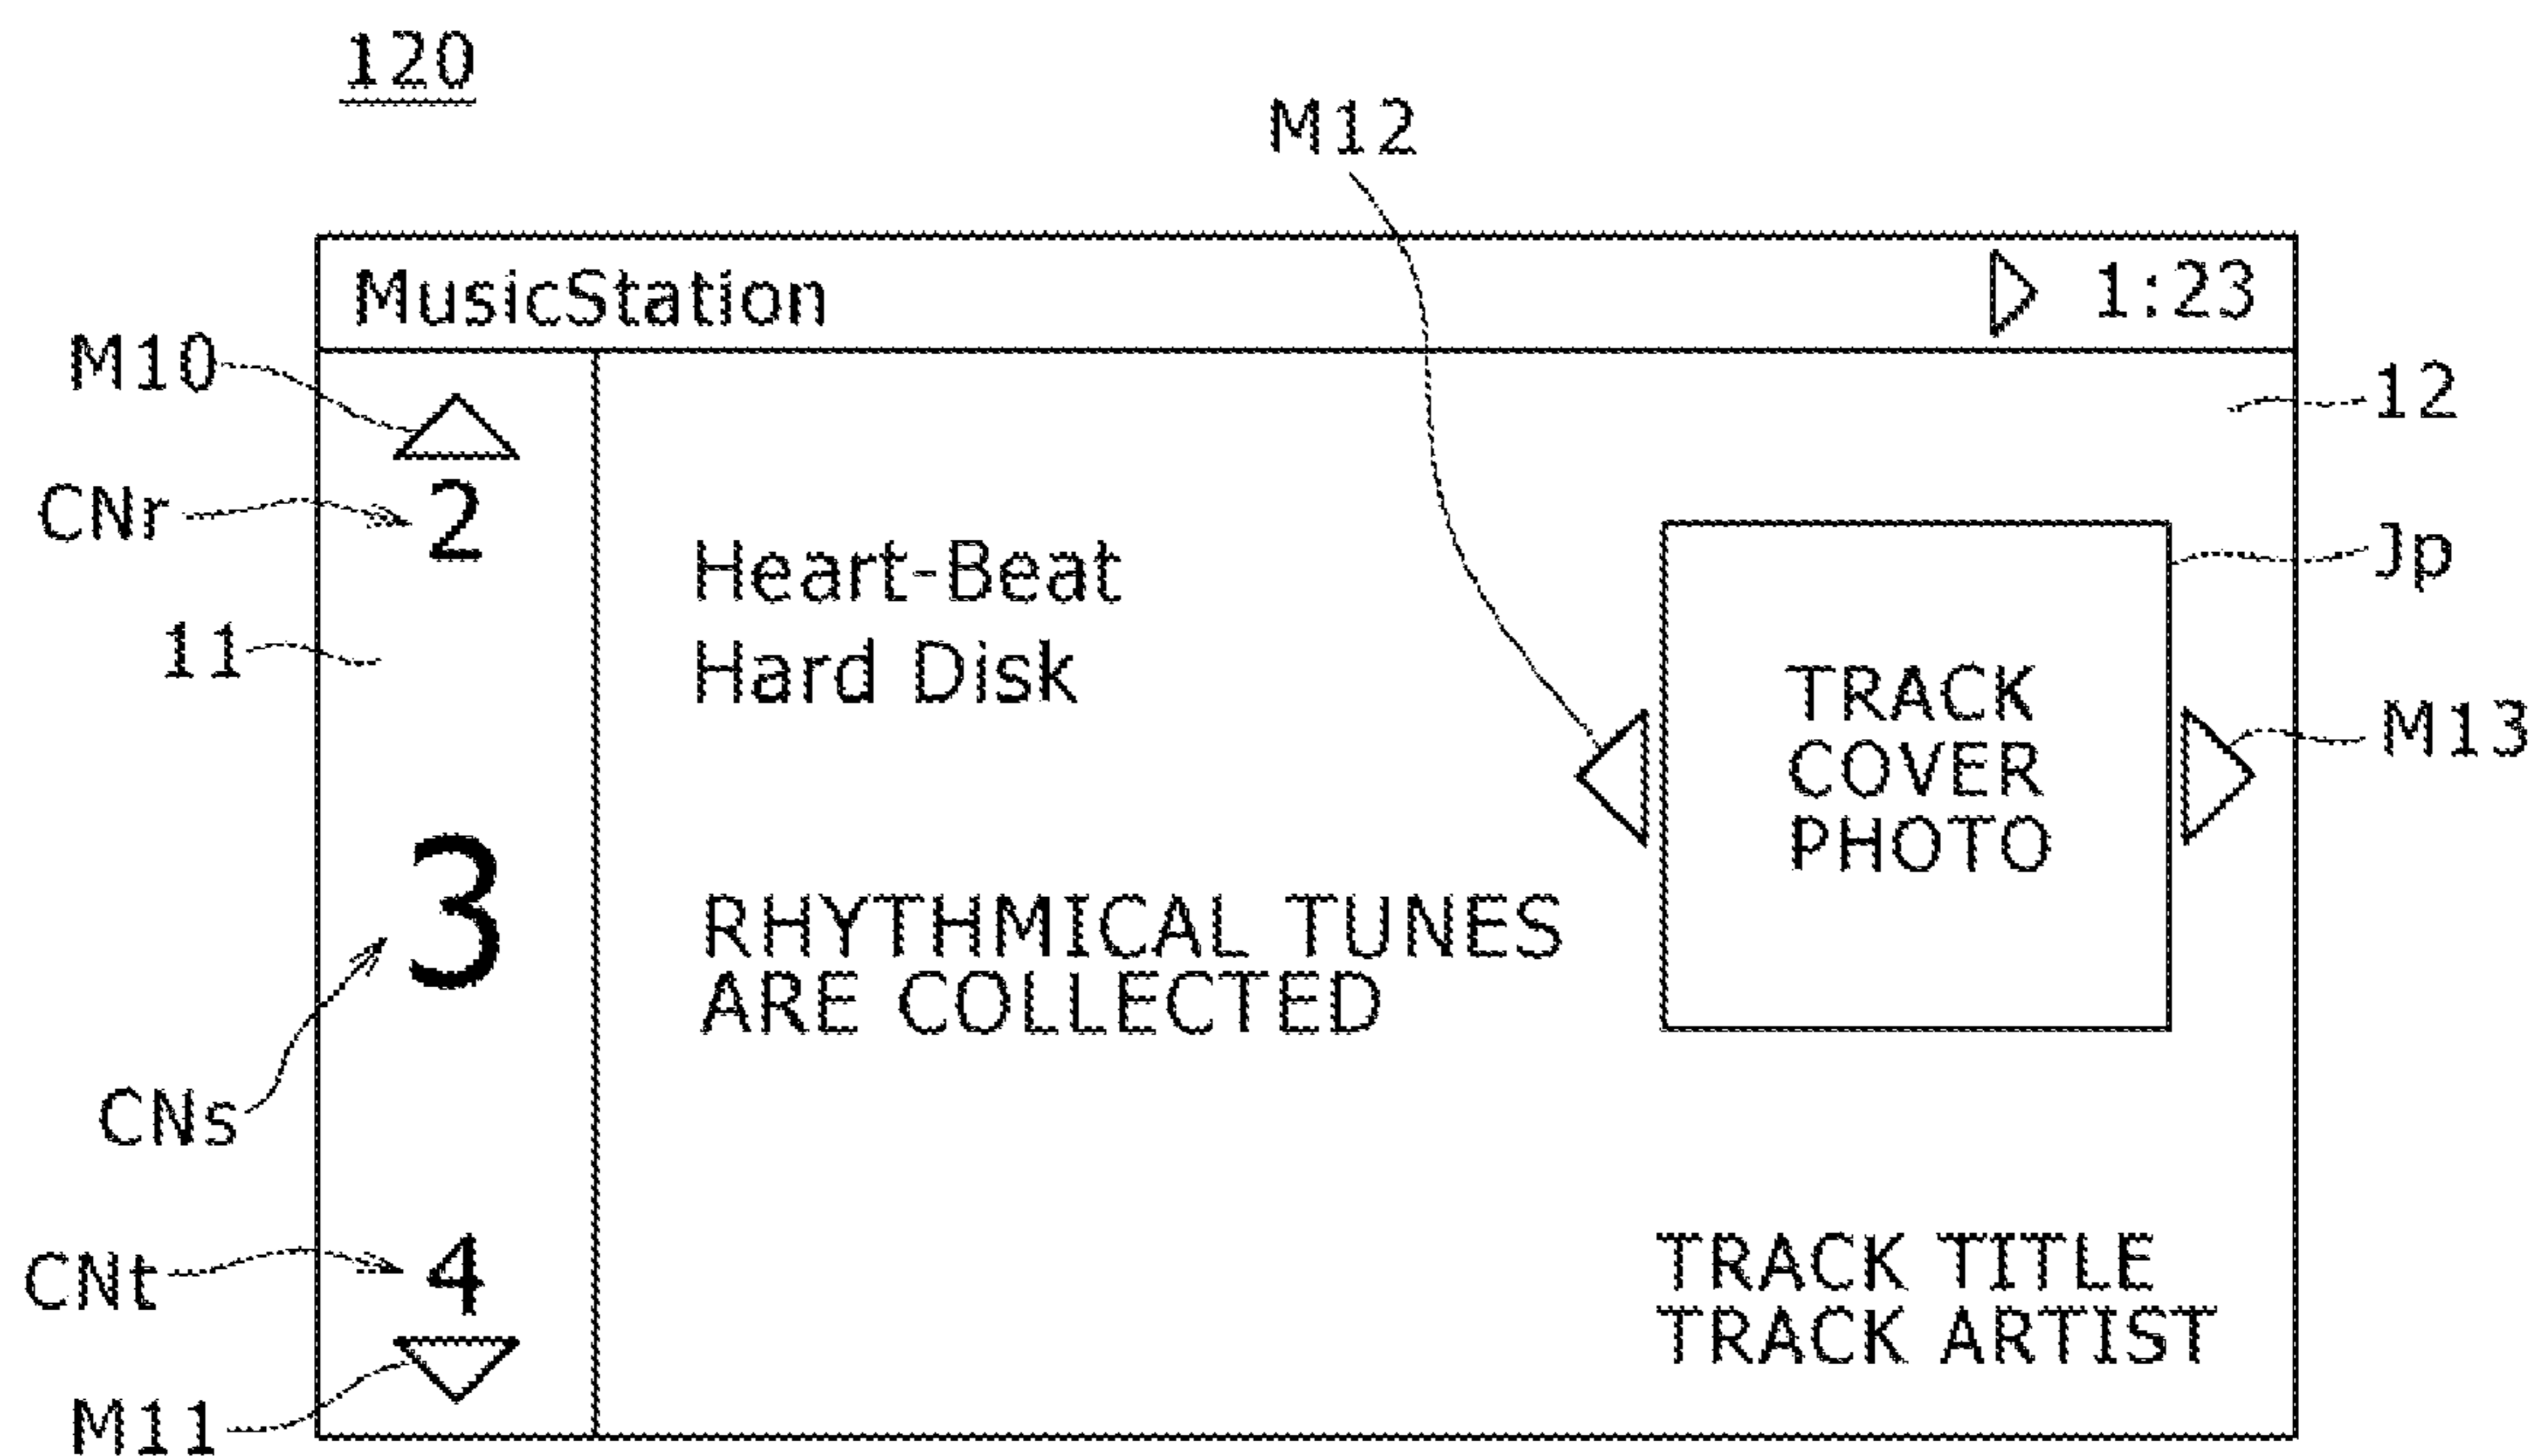 120
M12
MusicStation
1:23
M10
12
CNr
2
Jp
Heart-Beat
11
Hard Disk
TRACK
COVER
PHOTO
M13
3
RHYTHMICAL TUNES
ARE COLLECTED
CNs
CNt
4
TRACK TITLE
TRACK ARTIST
M11